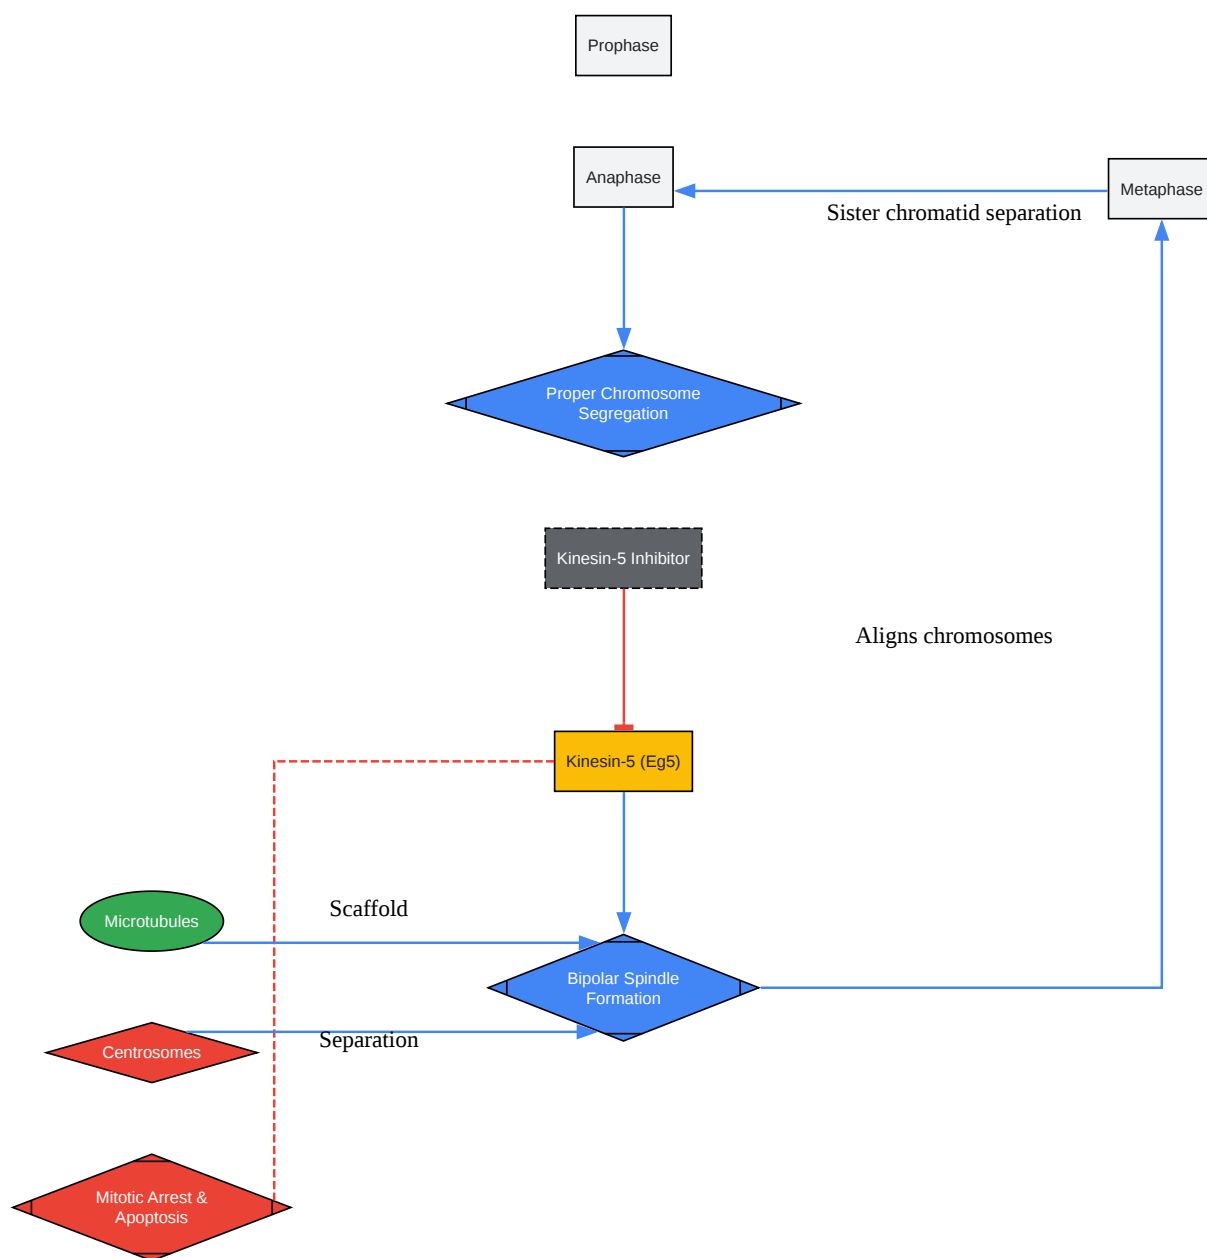 Prophase
Anaphase
Metaphase
Sister chromatid separation
Proper Chromosome
Segregation
Kinesin-5 Inhibitor
Aligns chromosomes
Kinesin-5 (Eg5)
Scaffold
Microtubules
Bipolar Spindle
Formation
Separation
Centrosomes
Mitotic Arrest &
Apoptosis